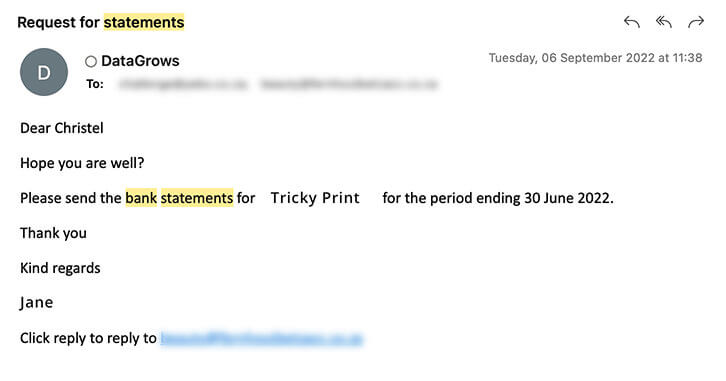 Request for statements
D
DataGrows
Tuesday, 06 September 2022 at 11:38
To:
Dear Christel
Hope you are well?
Please send the bank statements for Tricky Print for the period ending 30 June 2022.
Thank you
Kind regards
Jane
Click reply to reply to